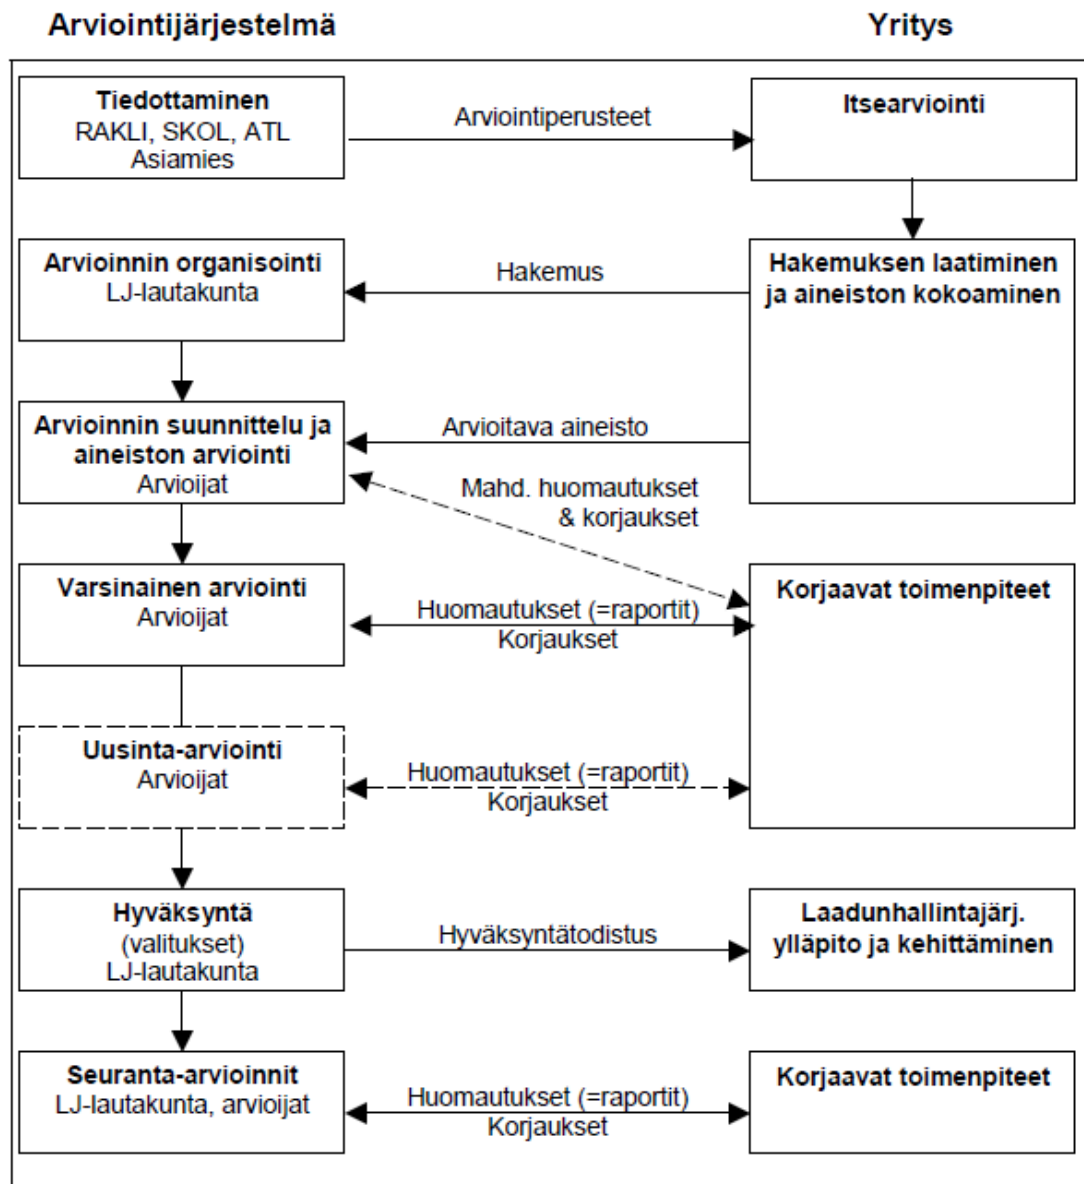 Arviointijärjestelmä
Yritys
Tiedottaminen
RAKLI, SKOL, ATL
Asiamies
Arviointiperusteet
Itsearviointi
Arvioinnin organisointi
LJ-lautakunta
Hakemus
Hakemuksen laatiminen
ja aineiston kokoaminen
Arvioinnin suunnittelu ja
aineiston arviointi
Arvioijat
Arvioitava aineisto
Mahd. huomautukset
& korjaukset
Varsinainen arviointi
Arvioijat
Huomautukset (=raportit)
Korjaukset
Korjaavat toimenpiteet
Uusinta-arviointi
Arvioijat
Huomautukset (=raportit)
Korjaukset
Hyväksyntä
(valitukset)
LJ-lautakunta
Hyväksyntätodistus
Laadunhallintajärj.
ylläpito ja kehittäminen
Seuranta-arvioinnit
LJ-lautakunta, arvioijat
Huomautukset (=raportit)
Korjaukset
Korjaavat toimenpiteet